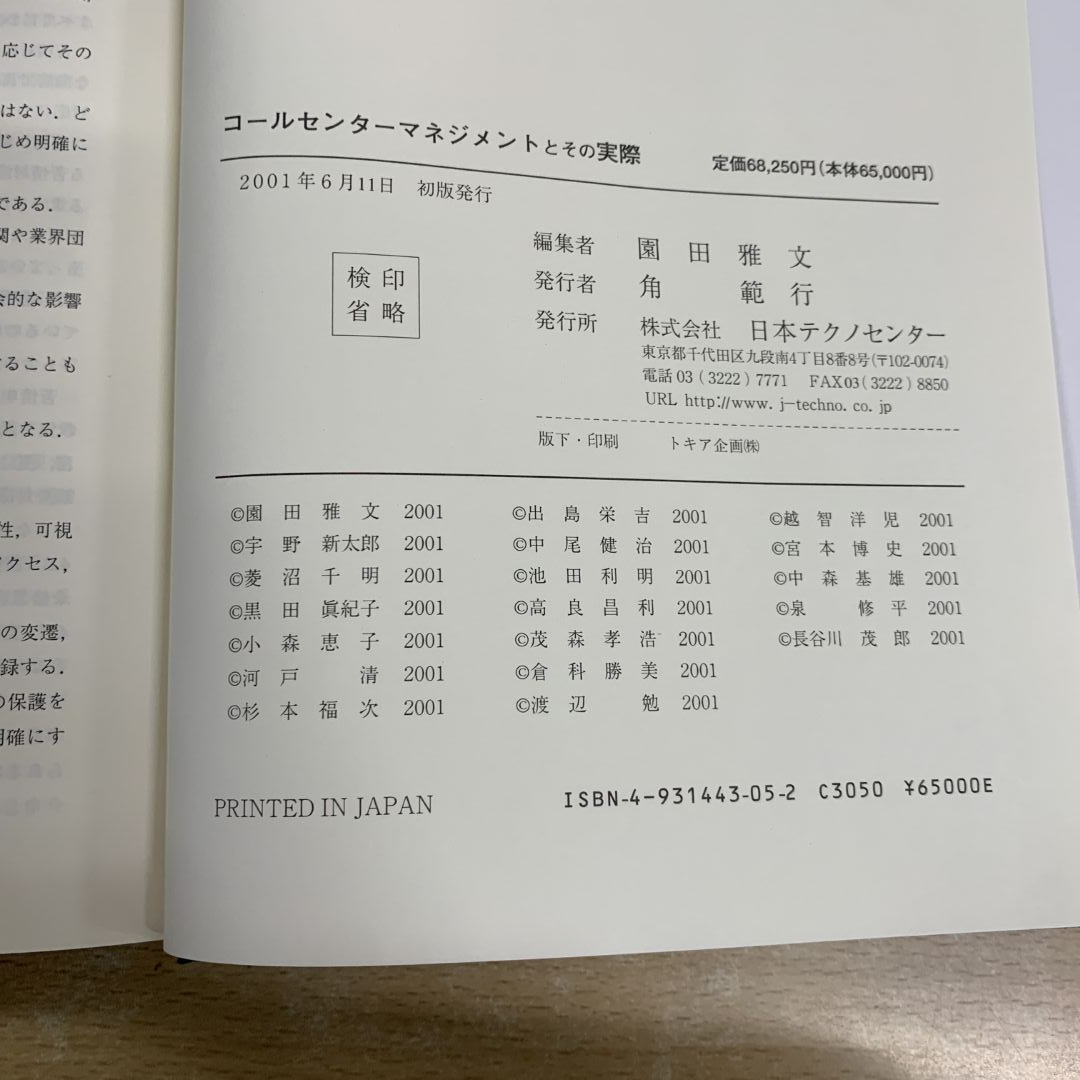 応じてその
はない．ど
じめ明確に
である．
関や業界団
会的な影響
することも
となる．
性，可視
アクセス，
の変遷，
録する．
の保護を
明確にす
コールセンターマネジメントとその実際
定価68,250円（本体65,000円）
2001年6月11日　初版発行
検印
省略
編集者　園田雅文
発行者　角　範行
発行所　株式会社　日本テクノセンター
東京都千代田区九段南4丁目8番8号(〒102-0074)
電話 03（3222）7771　FAX03（3222）8850
URL http://www.j-techno.co.jp
版下・印刷　トキア企画㈱
©園田雅文 2001
©宇野新太郎 2001
©菱沼千明 2001
©黒田眞紀子 2001
©小森恵子 2001
©河戸清 2001
©杉本福次 2001
©出島栄吉 2001
©中尾健治 2001
©池田利明 2001
©高良昌利 2001
©茂森孝浩 2001
©倉科勝美 2001
©渡辺勉 2001
©越智洋児 2001
©宮本博史 2001
©中森基雄 2001
©泉修平 2001
©長谷川茂郎 2001
PRINTED IN JAPAN
ISBN-4-931443-05-2 C3050 ¥65000E